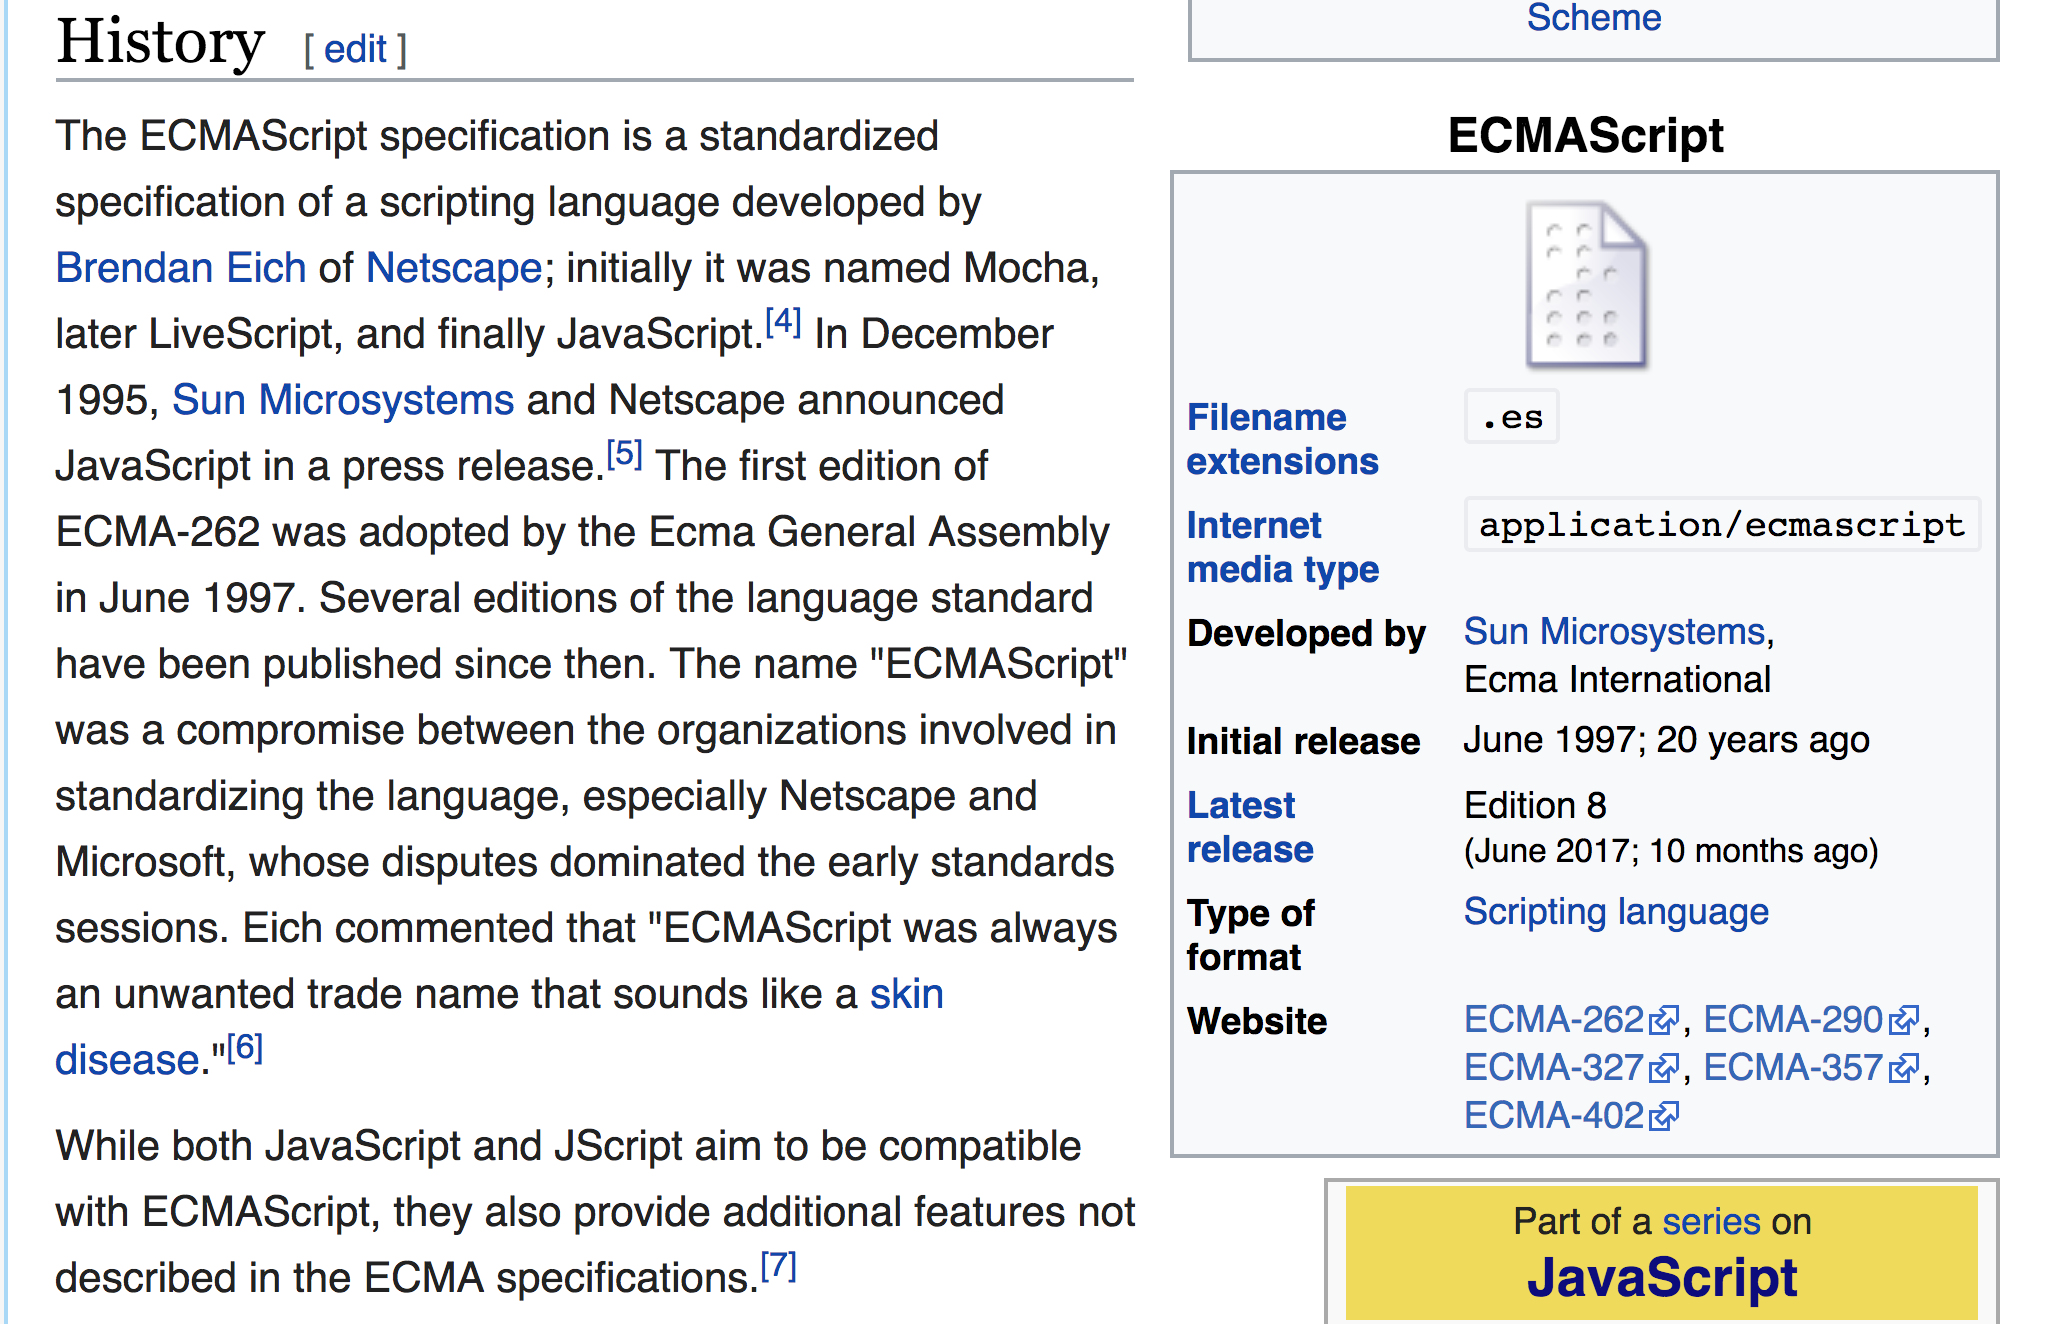 History [ edit ]
The ECMAScript specification is a standardized
specification of a scripting language developed by
Brendan Eich of Netscape; initially it was named Mocha,
later LiveScript, and finally JavaScript.[4] In December
1995, Sun Microsystems and Netscape announced
JavaScript in a press release.[5] The first edition of
ECMA-262 was adopted by the Ecma General Assembly
in June 1997. Several editions of the language standard
have been published since then. The name "ECMAScript"
was a compromise between the organizations involved in
standardizing the language, especially Netscape and
Microsoft, whose disputes dominated the early standards
sessions. Eich commented that "ECMAScript was always
an unwanted trade name that sounds like a skin
disease."[6]
While both JavaScript and JScript aim to be compatible
with ECMAScript, they also provide additional features not
described in the ECMA specifications.[7]
Scheme
ECMAScript
Filename .es
extensions
Internet application/ecmascript
media type
Developed by Sun Microsystems,
Ecma International
Initial release June 1997; 20 years ago
Latest Edition 8
release (June 2017; 10 months ago)
Type of Scripting language
format
Website ECMA-262, ECMA-290,
ECMA-327, ECMA-357,
ECMA-402
Part of a series on
JavaScript